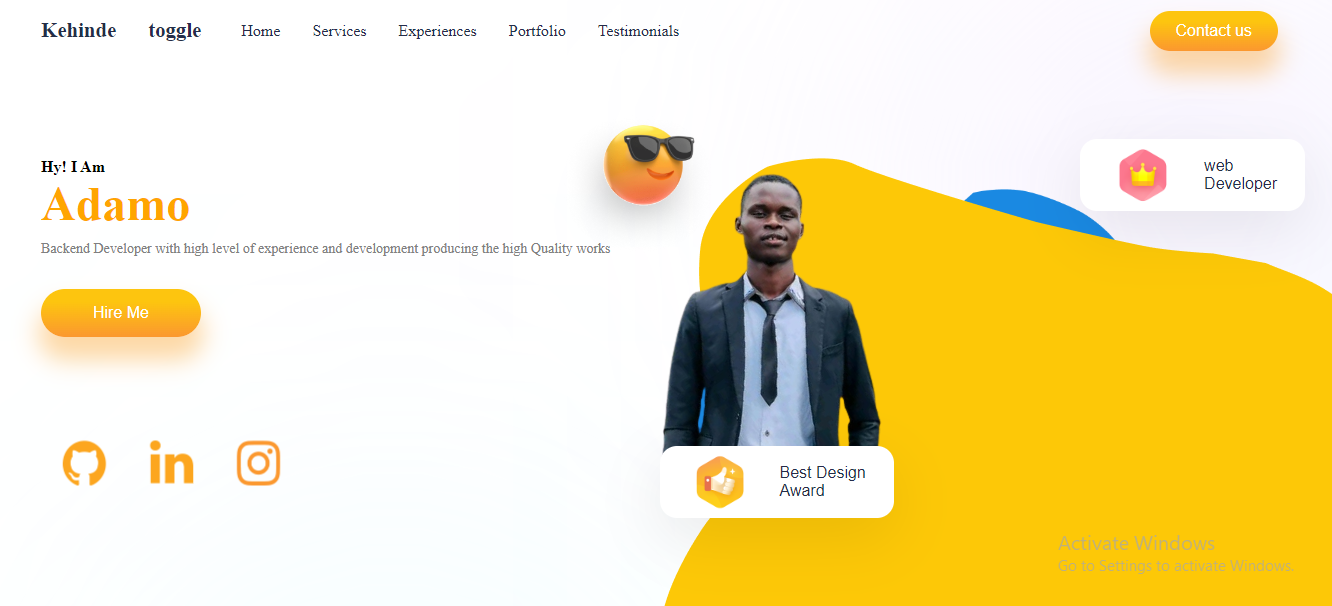 Kehinde toggle Home Services Experiences Portfolio Testimonials Contact us
Hy! I Am
Adamo
Backend Developer with high level of experience and development producing the high Quality works
Hire Me
in
web
Developer
Best Design
Award
Activate Windows
Go to Settings to activate Windows.